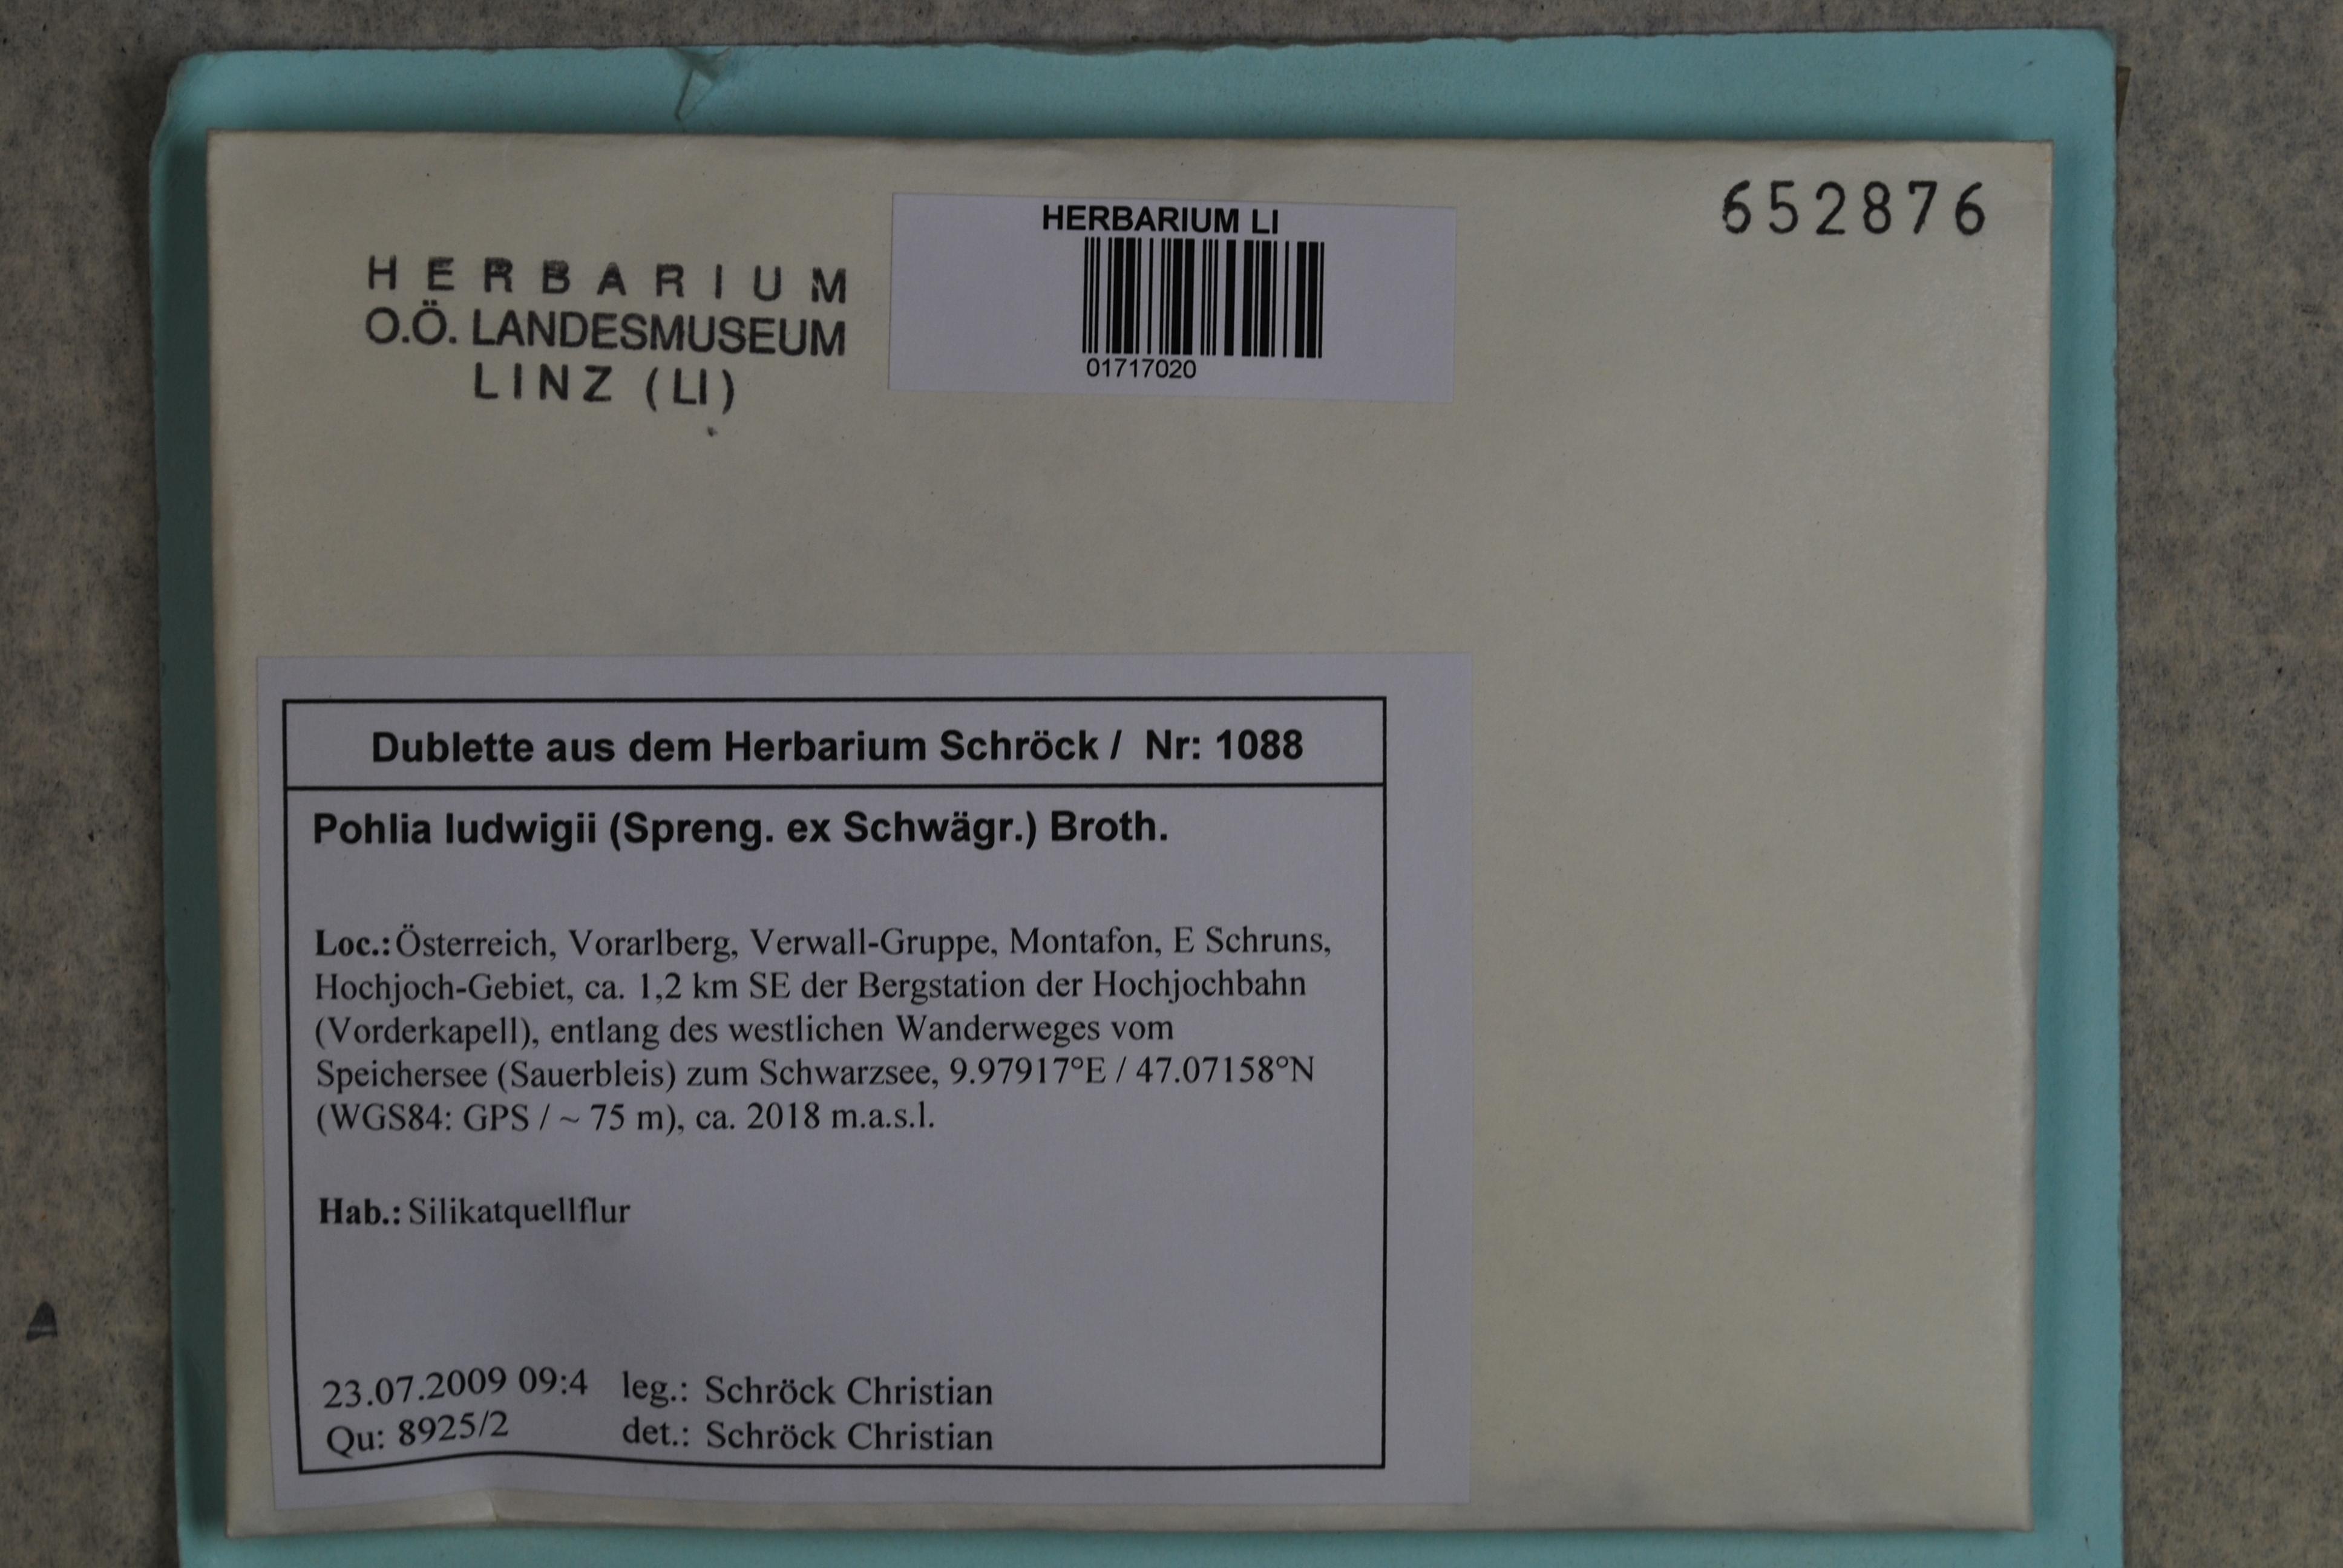 HERBARIUM
O.Ö. LANDESMUSEUM
LINZ (LI)
HERBARIUM LI
01717020
652876
Dublette aus dem Herbarium Schröck / Nr: 1088
Pohlia ludwigii (Spreng. ex Schwägr.) Broth.
Loc.: Österreich, Vorarlberg, Verwall-Gruppe, Montafon, E Schruns,
Hochjoch-Gebiet, ca. 1,2 km SE der Bergstation der Hochjochbahn
(Vorderkapell), entlang des westlichen Wanderweges vom
Speichersee (Sauerbleis) zum Schwarzsee, 9.97917°E / 47.07158°N
(WGS84: GPS / ~ 75 m), ca. 2018 m.a.s.l.
Hab.: Silikatquellflur
23.07.2009 09:4 leg.: Schröck Christian
Qu: 8925/2 det.: Schröck Christian